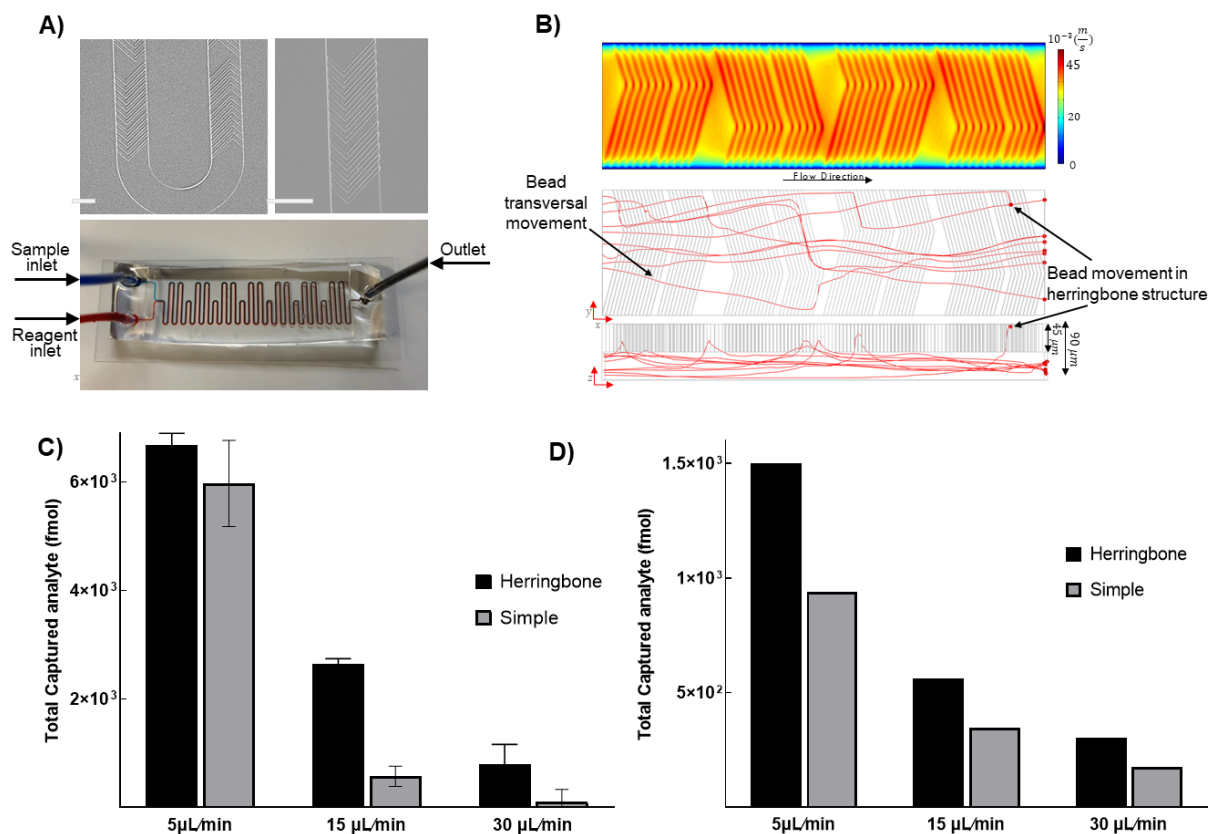 A)
Sample
inlet
Reagent
inlet
Outlet
x
B)
10⁻³(m/s)
45
20
0
Flow Direction
Bead
transversal
movement
Bead movement in
herringbone
structure
y
x
z
45 μm
90 μm
C)
Total Captured analyte (fmol)
6×10³
4×10³
2×10³
Herringbone
Simple
5μL/min
15 μL/min
30 μL/min
D)
Total Captured analyte (fmol)
1.5×10³
1×10³
5×10²
Herringbone
Simple
5μL/min
15 μL/min
30 μL/min